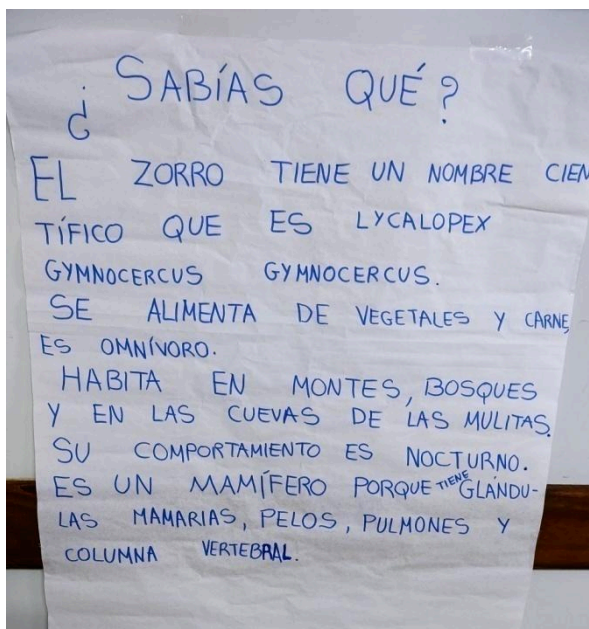 ¿SABÍAS QUÉ?
EL ZORRO TIENE UN NOMBRE CIEN
TÍFICO QUE ES LYCALOPEX
GYMNOCERCUS GYMNOCERCUS.
SE ALIMENTA DE VEGETALES Y CARNE,
ES OMNÍVORO.
HABITA EN MONTES, BOSQUES
Y EN LAS CUEVAS DE LAS MULITAS.
SU COMPORTAMIENTO ES NOCTURNO.
ES UN MAMÍFERO PORQUE TIENE GLÁNDU-
LAS MAMARIAS, PELOS, PULMONES Y
COLUMNA VERTEBRAL.